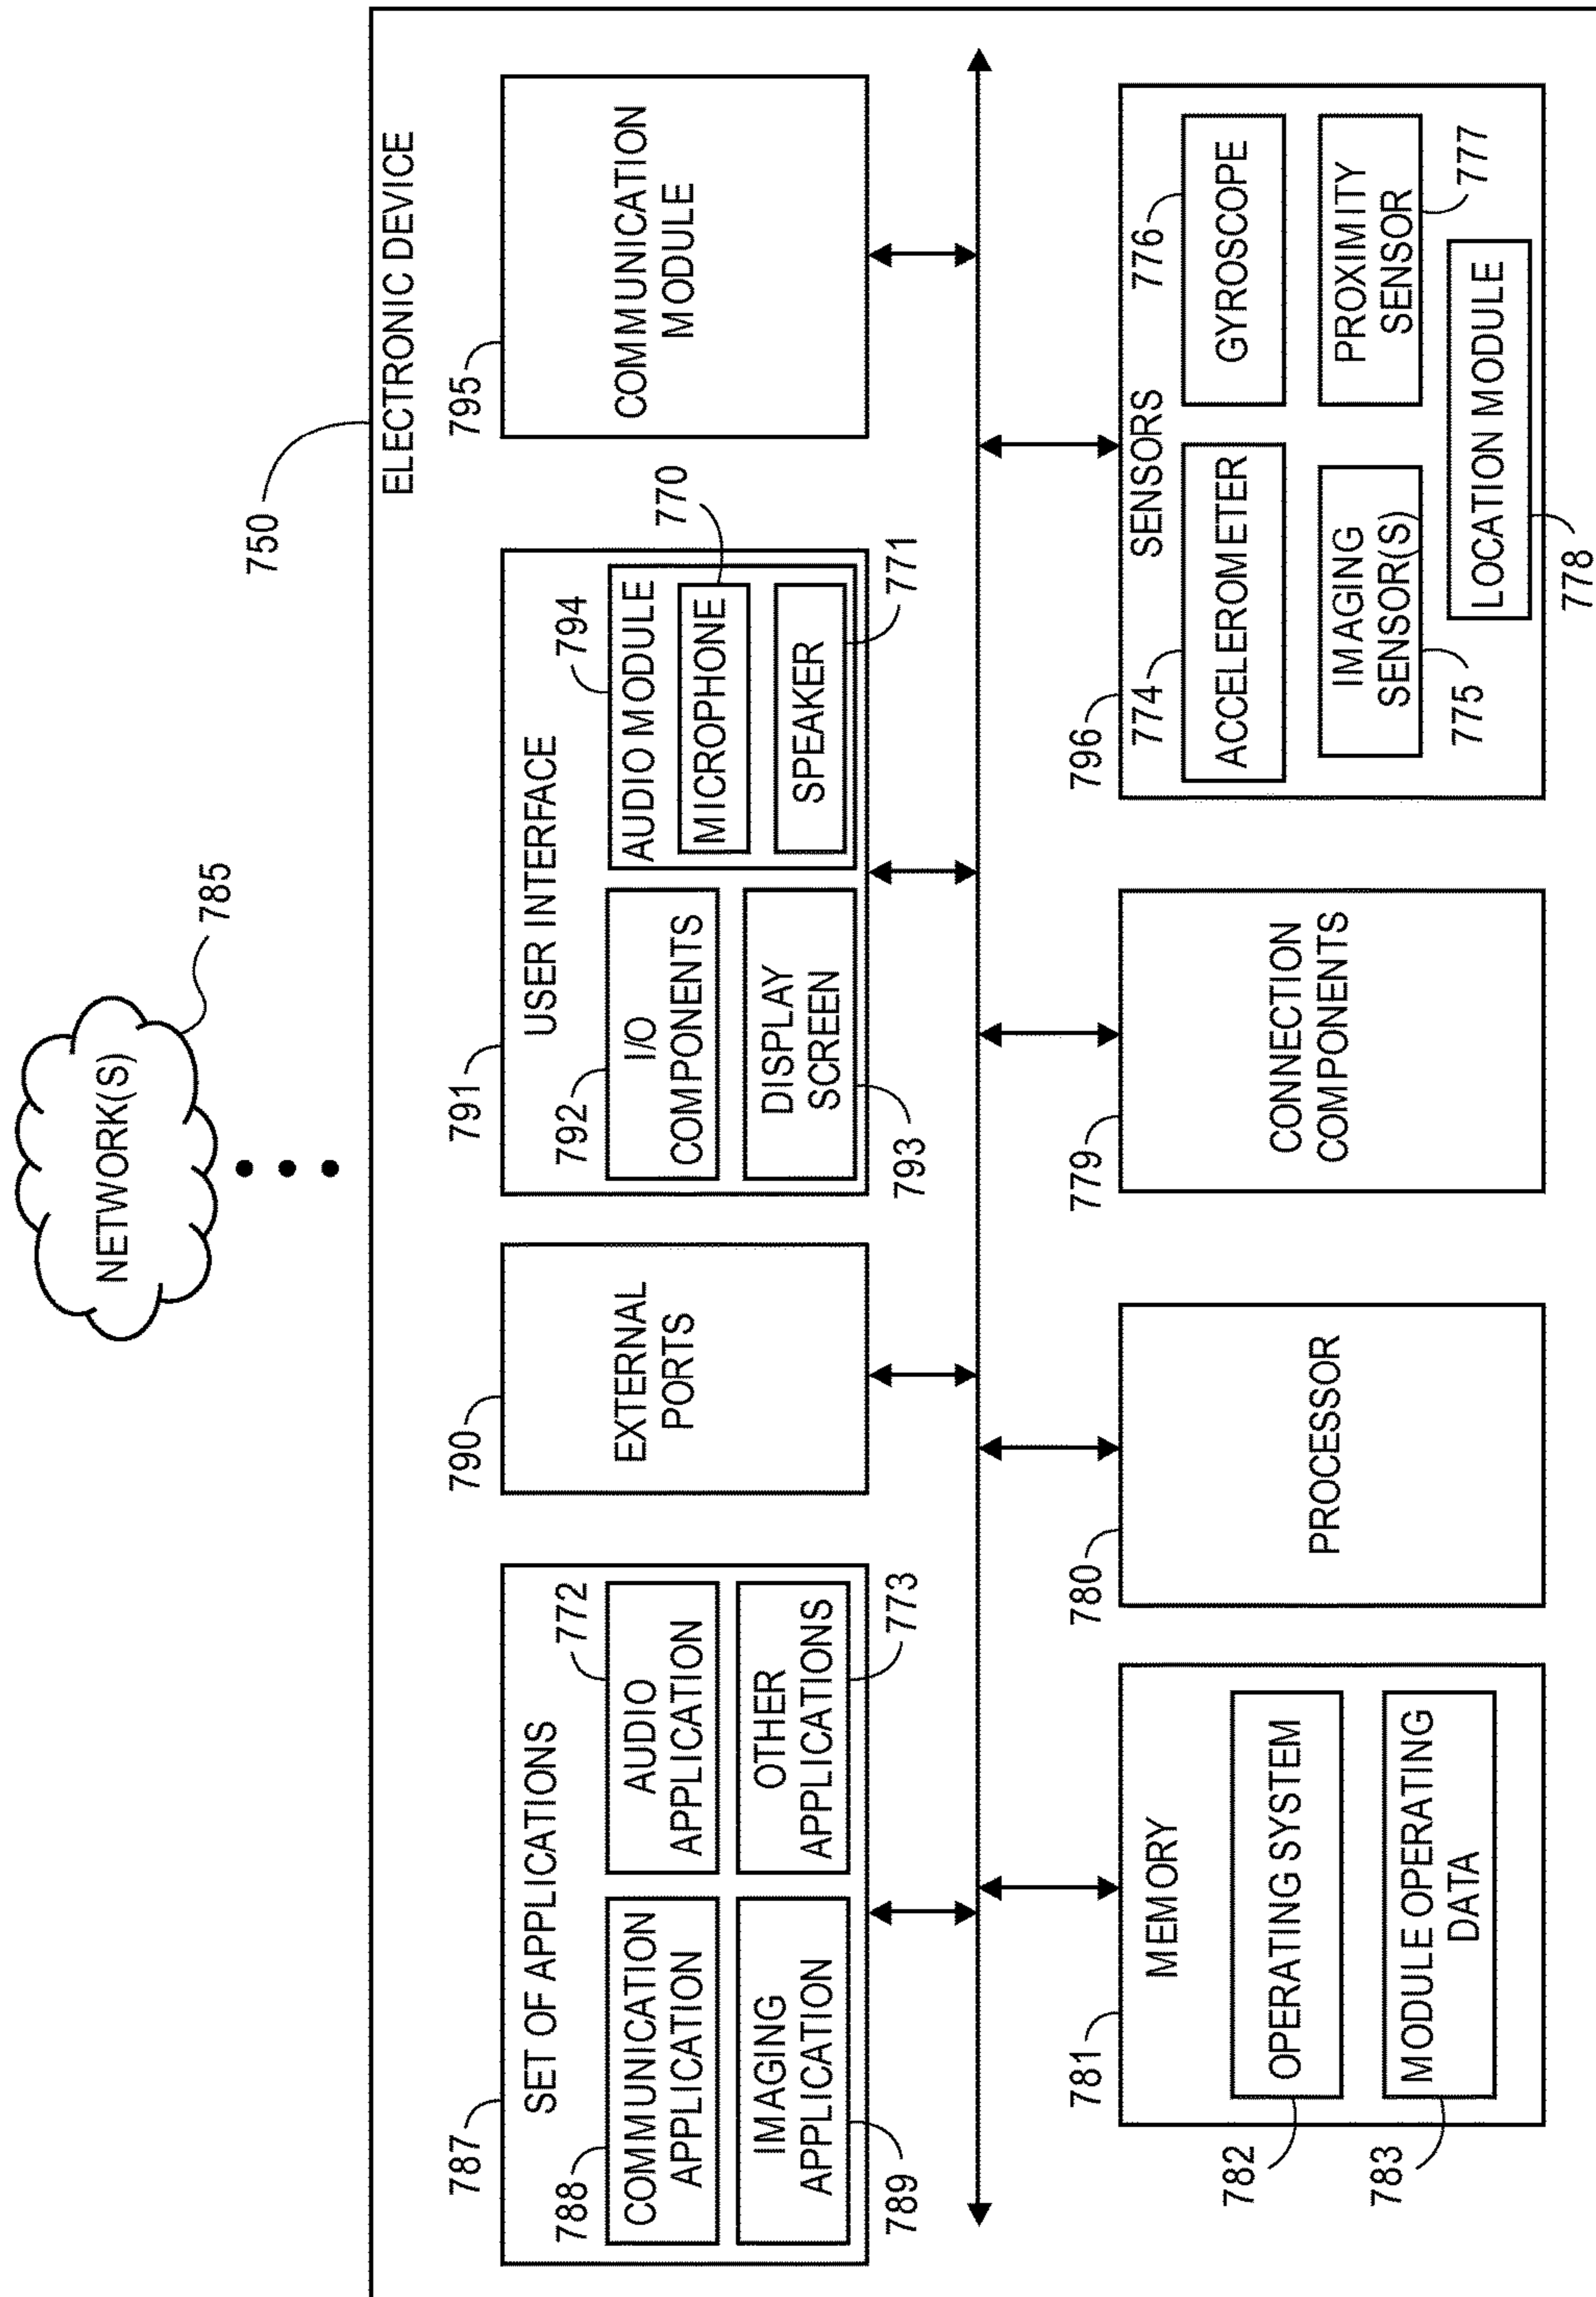 NETWORK(S)
785
750
ELECTRONIC DEVICE
787
SET OF APPLICATIONS
788
COMMUNICATION
APPLICATION
772
AUDIO
APPLICATION
IMAGING
APPLICATION
789
OTHER
APPLICATIONS
773
790
EXTERNAL
PORTS
791
USER INTERFACE
792
I/O
COMPONENTS
DISPLAY
SCREEN
793
794
AUDIO MODULE
MICROPHONE
770
SPEAKER
771
795
COMMUNICATION
MODULE
781
MEMORY
OPERATING SYSTEM
782
MODULE OPERATING
DATA
783
780
PROCESSOR
779
CONNECTION
COMPONENTS
796
SENSORS
774
ACCELEROMETER
776
GYROSCOPE
IMAGING
SENSOR(S)
775
PROXIMITY
SENSOR
777
LOCATION MODULE
778